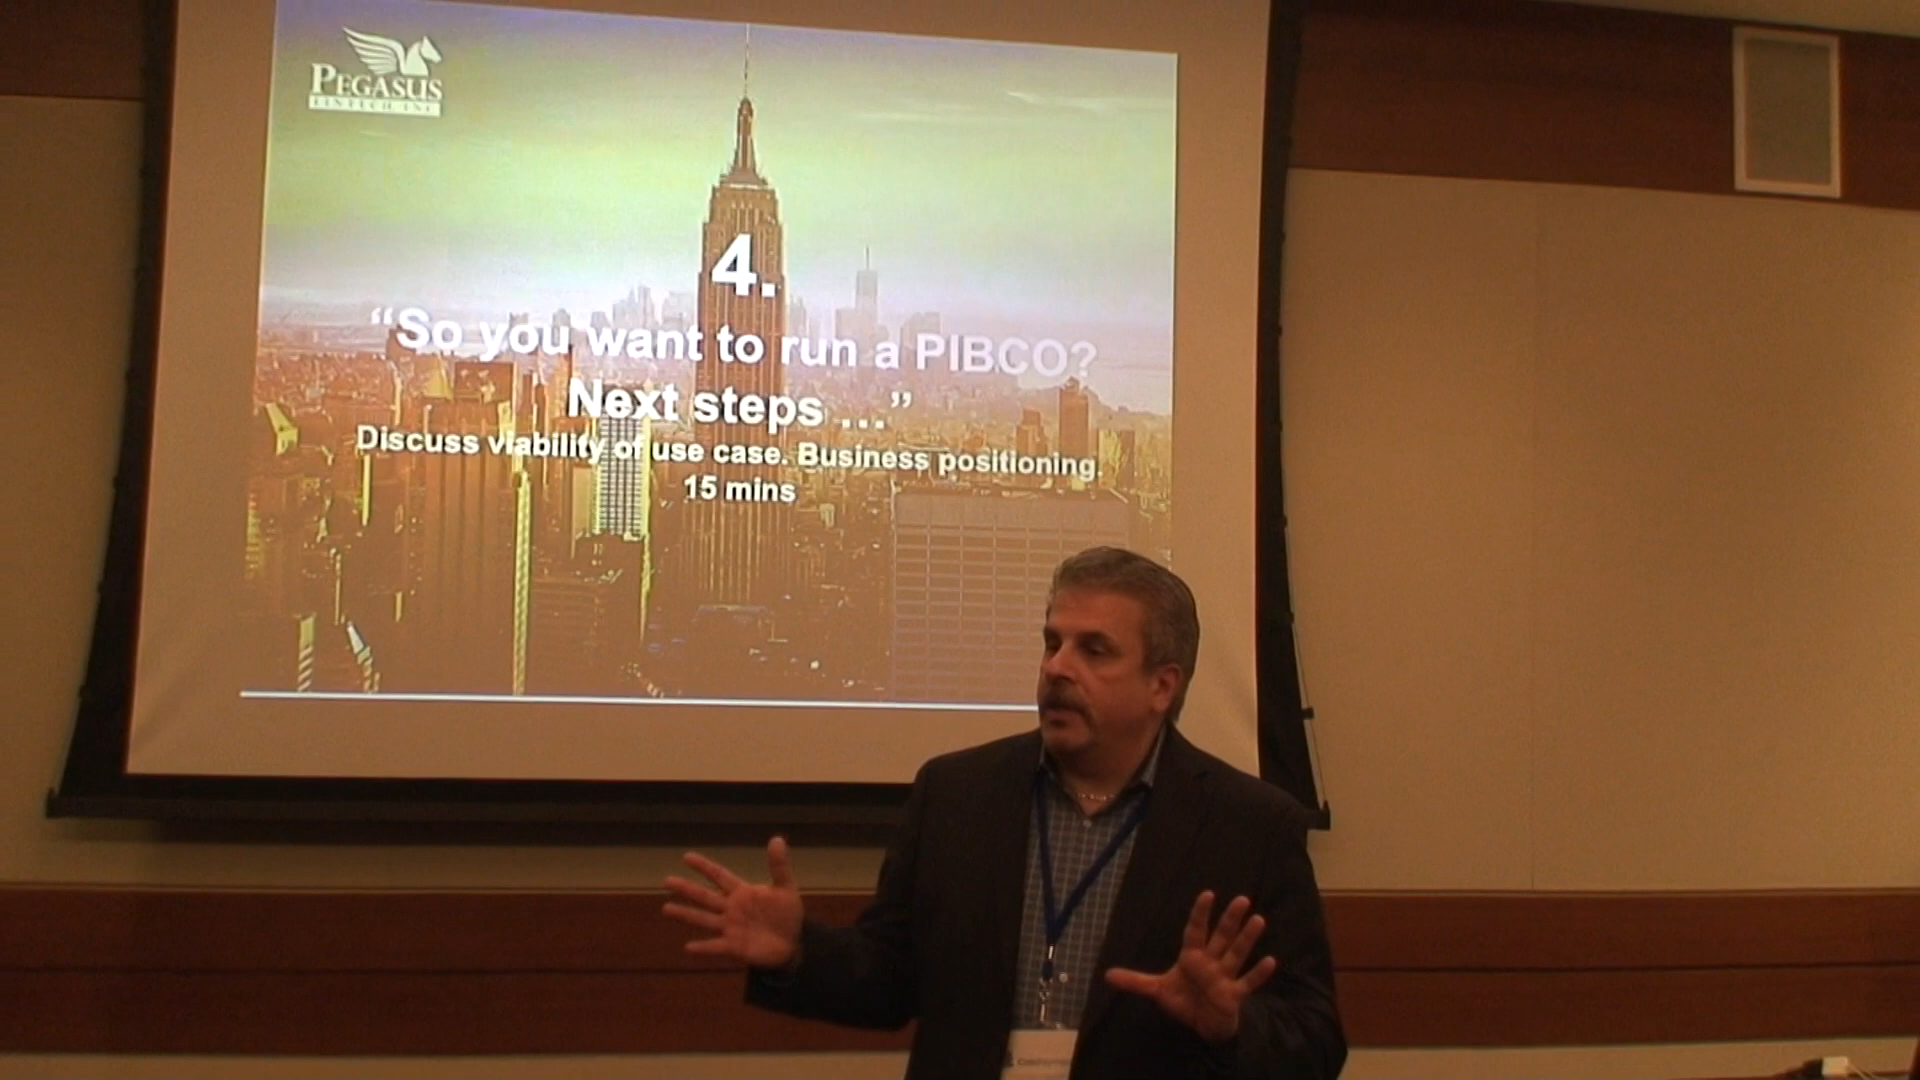 PEGASUS
FINTECH INC
4.
“So you want to run a PIBCO?
Next steps ...”
Discuss viability of use case. Business positioning.
15 mins